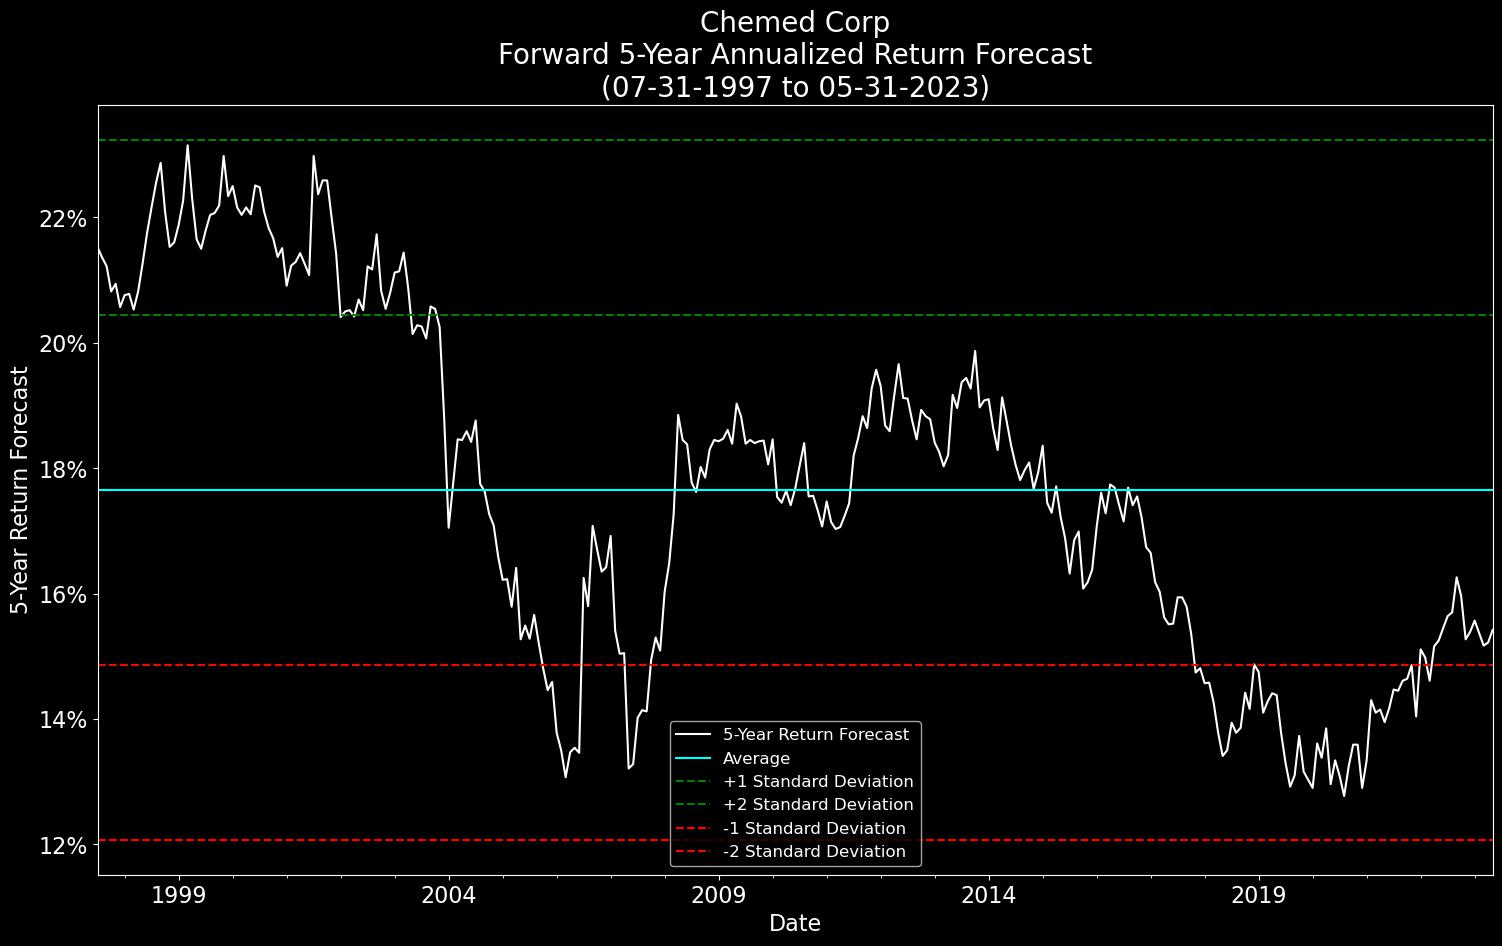 Chemed Corp
Forward 5-Year Annualized Return Forecast
(07-31-1997 to 05-31-2023)
22%
20%
18%
16%
14%
12%
5-Year Return Forecast
5-Year Return Forecast
Average
+1 Standard Deviation
+2 Standard Deviation
-1 Standard Deviation
-2 Standard Deviation
1999 2004 2009 2014 2019
Date